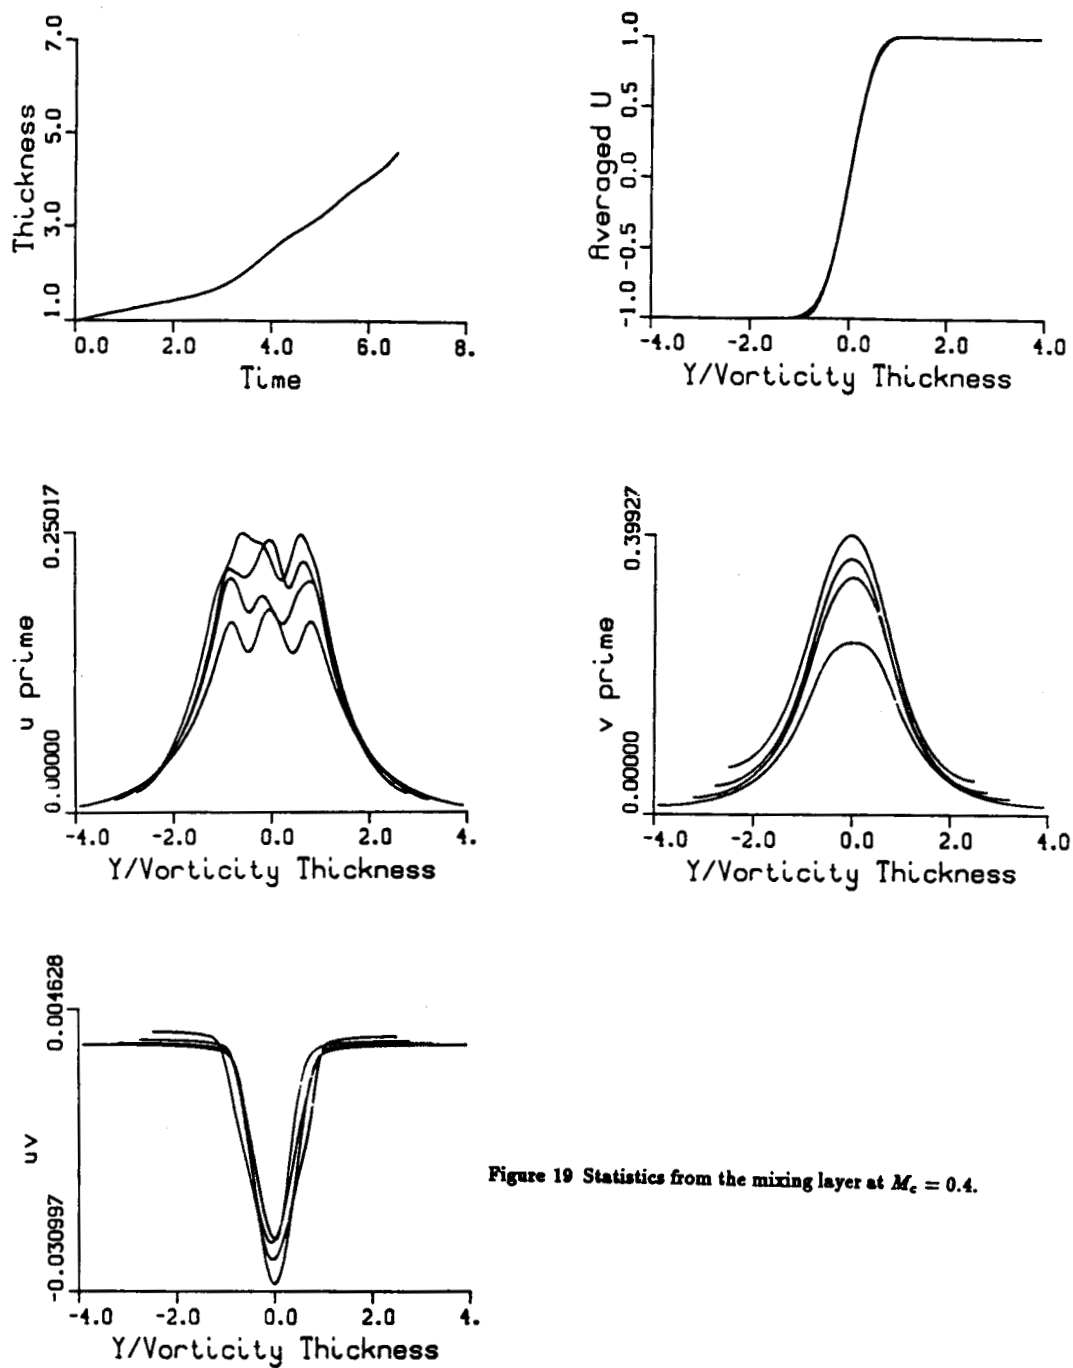 7.0
5.0
3.0
1.0
Thickness
0.0 2.0 4.0 6.0 8.
Time
1.0
0.5
0.0
-0.5
-1.0
Averaged U
-4.0 -2.0 0.0 2.0 4.0
Y/Vorticity Thickness
0.25017
0.00000
u prime
-4.0 -2.0 0.0 2.0 4.
Y/Vorticity Thickness
0.39927
0.00000
v prime
-4.0 -2.0 0.0 2.0 4.0
Y/Vorticity Thickness
0.004628
-0.030997
uv
-4.0 -2.0 0.0 2.0 4.
Y/Vorticity Thickness
Figure 19 Statistics from the mixing layer at M_c = 0.4.